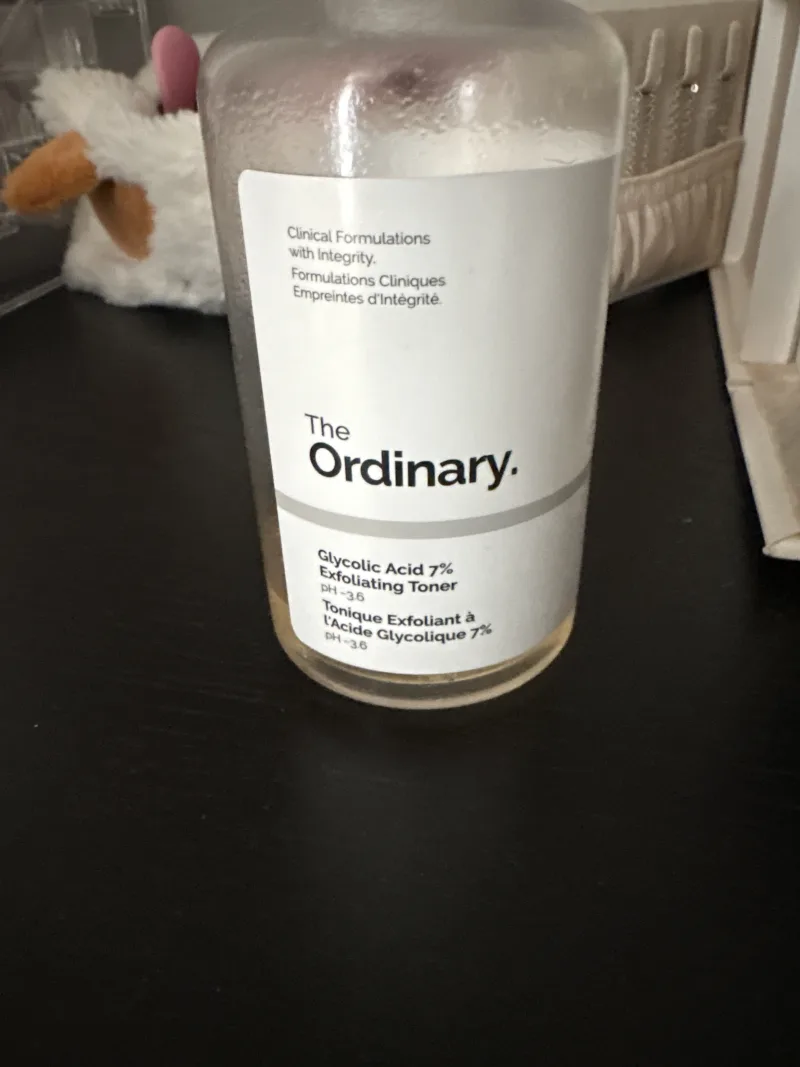 Clinical Formulations
with Integrity.
Formulations Cliniques
Empreintes d'Intégrité.
The
Ordinary.
Glycolic Acid 7%
Exfoliating Toner
pH ~3.6
Tonique Exfoliant à
l'Acide Glycolique 7%
pH ~3.6